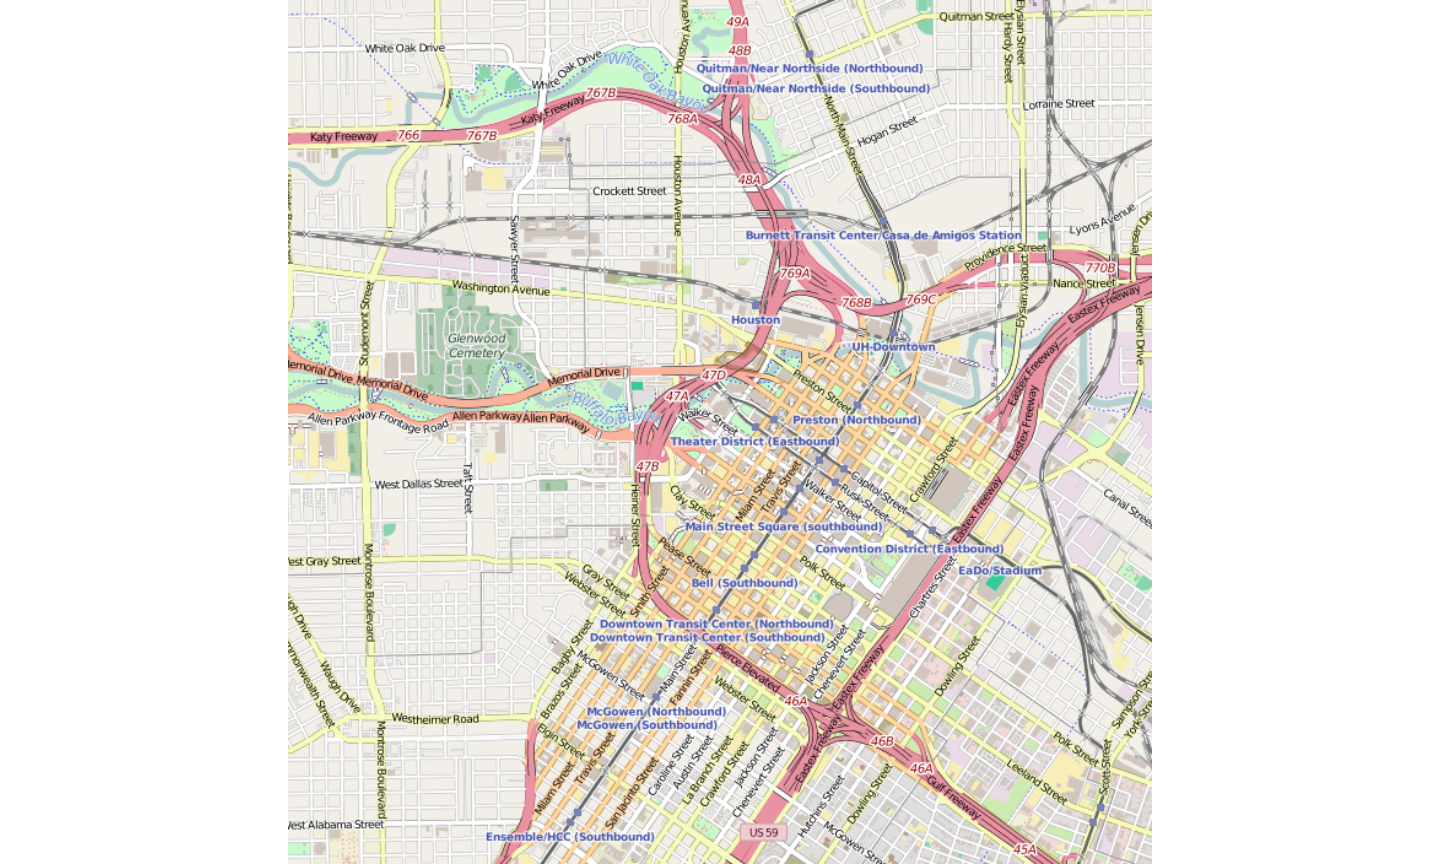 49A
Quitman Street
Elysian Street
Hardy Street
Houston Avenue
White Oak Drive
White Oak Drive
48B
White Oak Bayou
Quitman/Near Northside (Northbound)
Quitman/Near Northside (Southbound)
767B
Katy Freeway
Lorraine Street
North Main Street
Hogan Street
768A
Katy Freeway
766
767B
48A
Crockett Street
Houston Avenue
Sawyer Street
Lyons Avenue
Burnett Transit Center/Casa de Amigos Station
Providence Street
770B
769A
Nance Street
Washington Avenue
768B
769C
Elysian Viaduct
Eastex Freeway
Studemont Street
Houston
Jensen Drive
Glenwood
Cemetery
UH-Downtown
Memorial Drive
Memorial Drive
Memorial Drive
47D
Preston Street
Eastex Freeway
Eastex Freeway
47A
Buffalo Bayou
Allen Parkway Frontage Road
Allen Parkway
Allen Parkway
Walker Street
Preston (Northbound)
Theater District (Eastbound)
47B
Crawford Street
Taft Street
West Dallas Street
Heiner Street
Clay Street
Milam Street
Travis Street
Walker Street
Rusk Street
Capitol Street
Canal Street
Eastex Freeway
Main Street Square (southbound)
Convention District (Eastbound)
EaDo/Stadium
Pease Street
Polk Street
Bell (Southbound)
Gray Street
Webster Street
Smith Street
Chartres Street
Montrose Boulevard
Downtown Transit Center (Northbound)
Downtown Transit Center (Southbound)
Bagby Street
McGowen Street
Main Street
Fannin Street
Pierce Elevated
Jackson Street
Chenevert Street
Eastex Freeway
Dowling Street
Waugh Drive
Brazos Street
Webster Street
46A
McGowen (Northbound)
McGowen (Southbound)
Westheimer Road
Montrose Boulevard
Elgin Street
Eastex Freeway
46B
46A
Polk Street
Leeland Street
Scott Street
Milam Street
Travis Street
San Jacinto Street
Caroline Street
Austin Street
La Branch Street
Crawford Street
Jackson Street
Chenevert Street
Hutchins Street
Dowling Street
Gulf Freeway
McGowen Street
US 59
Ensemble/HCC (Southbound)
45A